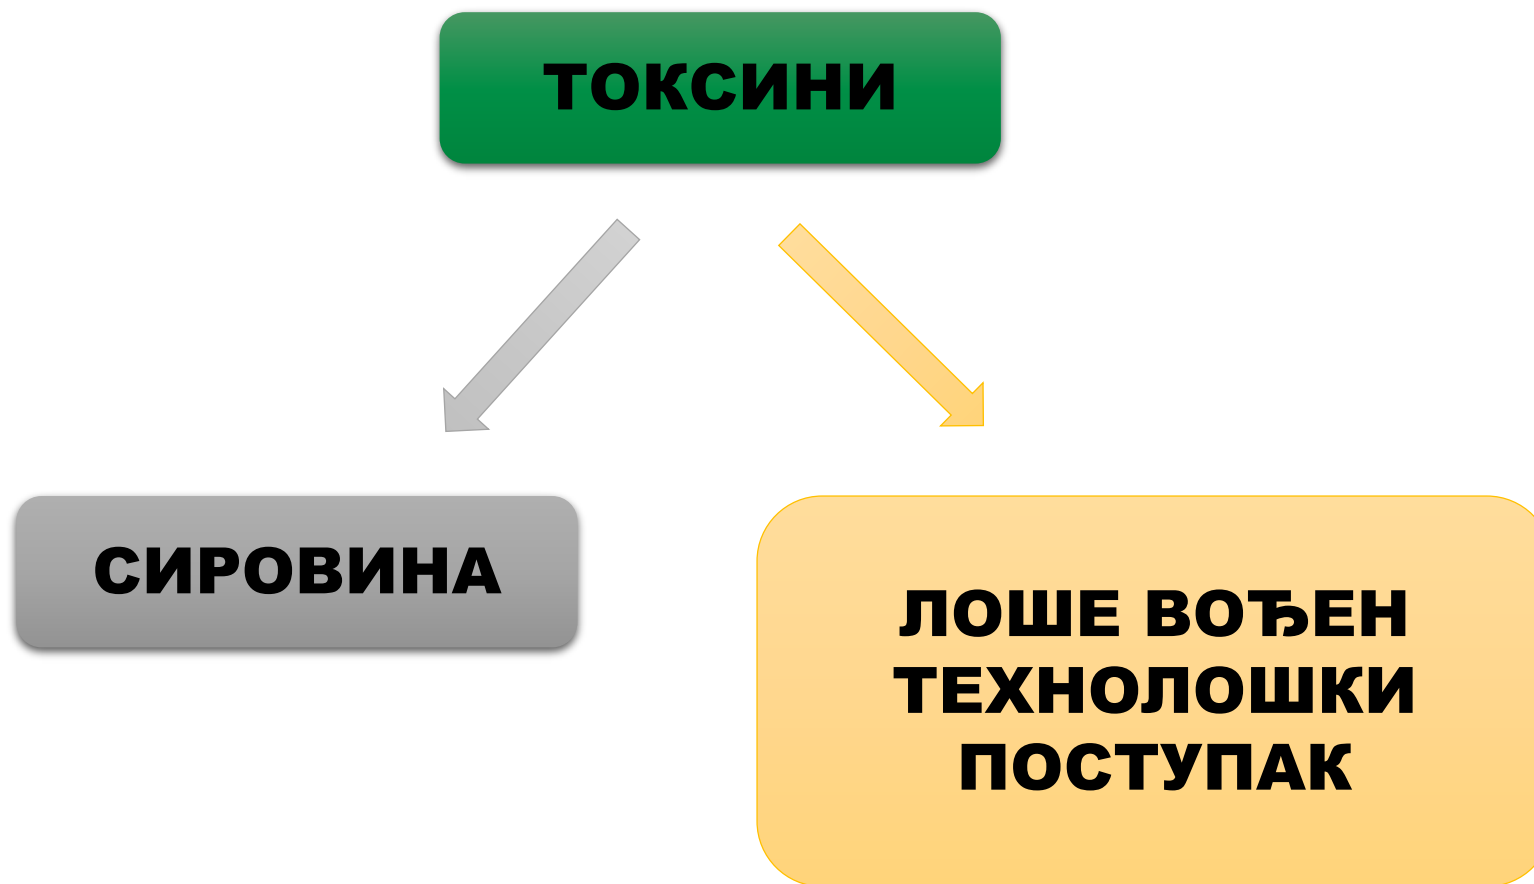 ТОКСИНИ
СИРОВИНА
ЛОШЕ ВОЂЕН
ТЕХНОЛОШКИ
ПОСТУПАК